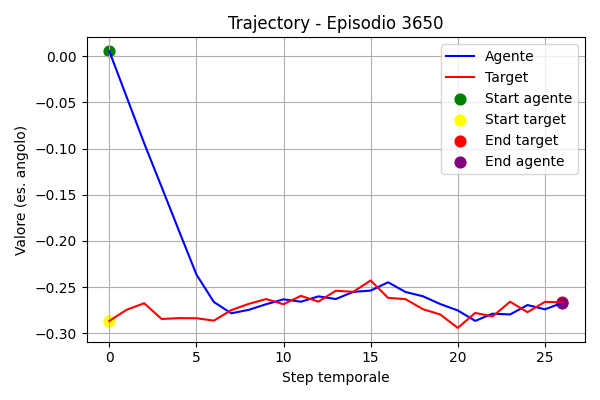 Trajectory - Episodio 3650
Valore (es. angolo)
0.00
−0.05
−0.10
−0.15
−0.20
−0.25
−0.30
0 5 10 15 20 25
Step temporale
Agente
Target
Start agente
Start target
End target
End agente